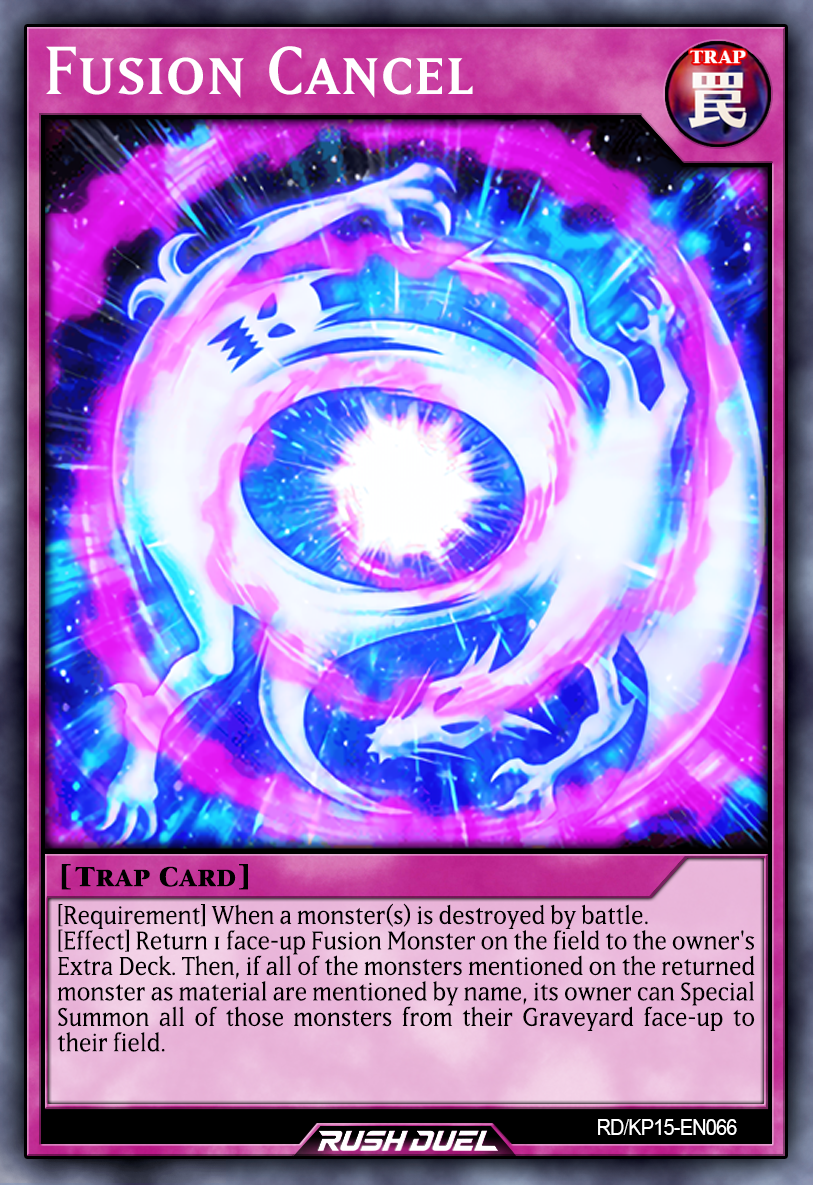 Fusion Cancel
TRAP
罠
[Trap Card]
[Requirement] When a monster(s) is destroyed by battle.
[Effect] Return 1 face-up Fusion Monster on the field to the owner's
Extra Deck. Then, if all of the monsters mentioned on the returned
monster as material are mentioned by name, its owner can Special
Summon all of those monsters from their Graveyard face-up to
their field.
RD/KP15-EN066
RUSH DUEL